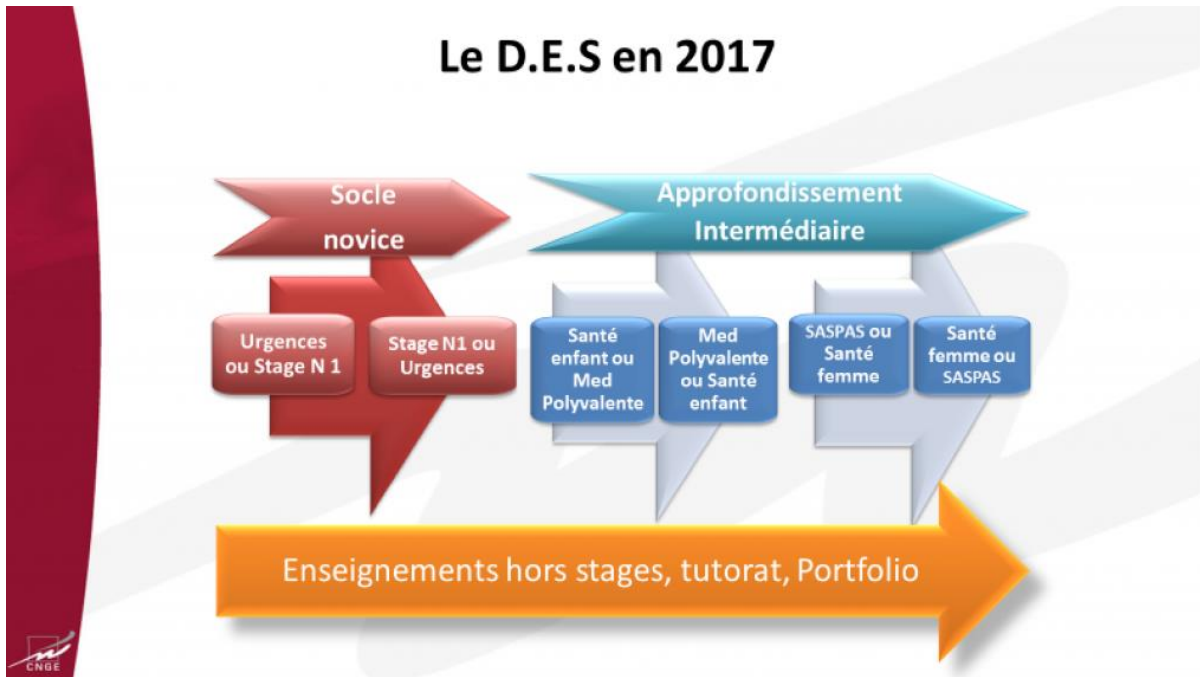 Le D.E.S en 2017
Socle
novice
Approfondissement
Intermédiaire
Urgences
ou Stage N 1
Stage N1 ou
Urgences
Santé
enfant ou
Med
Polyvalente
Med
Polyvalente
ou Santé
enfant
SASPAS ou
Santé
femme
Santé
femme ou
SASPAS
Enseignements hors stages, tutorat, Portfolio
CNGE